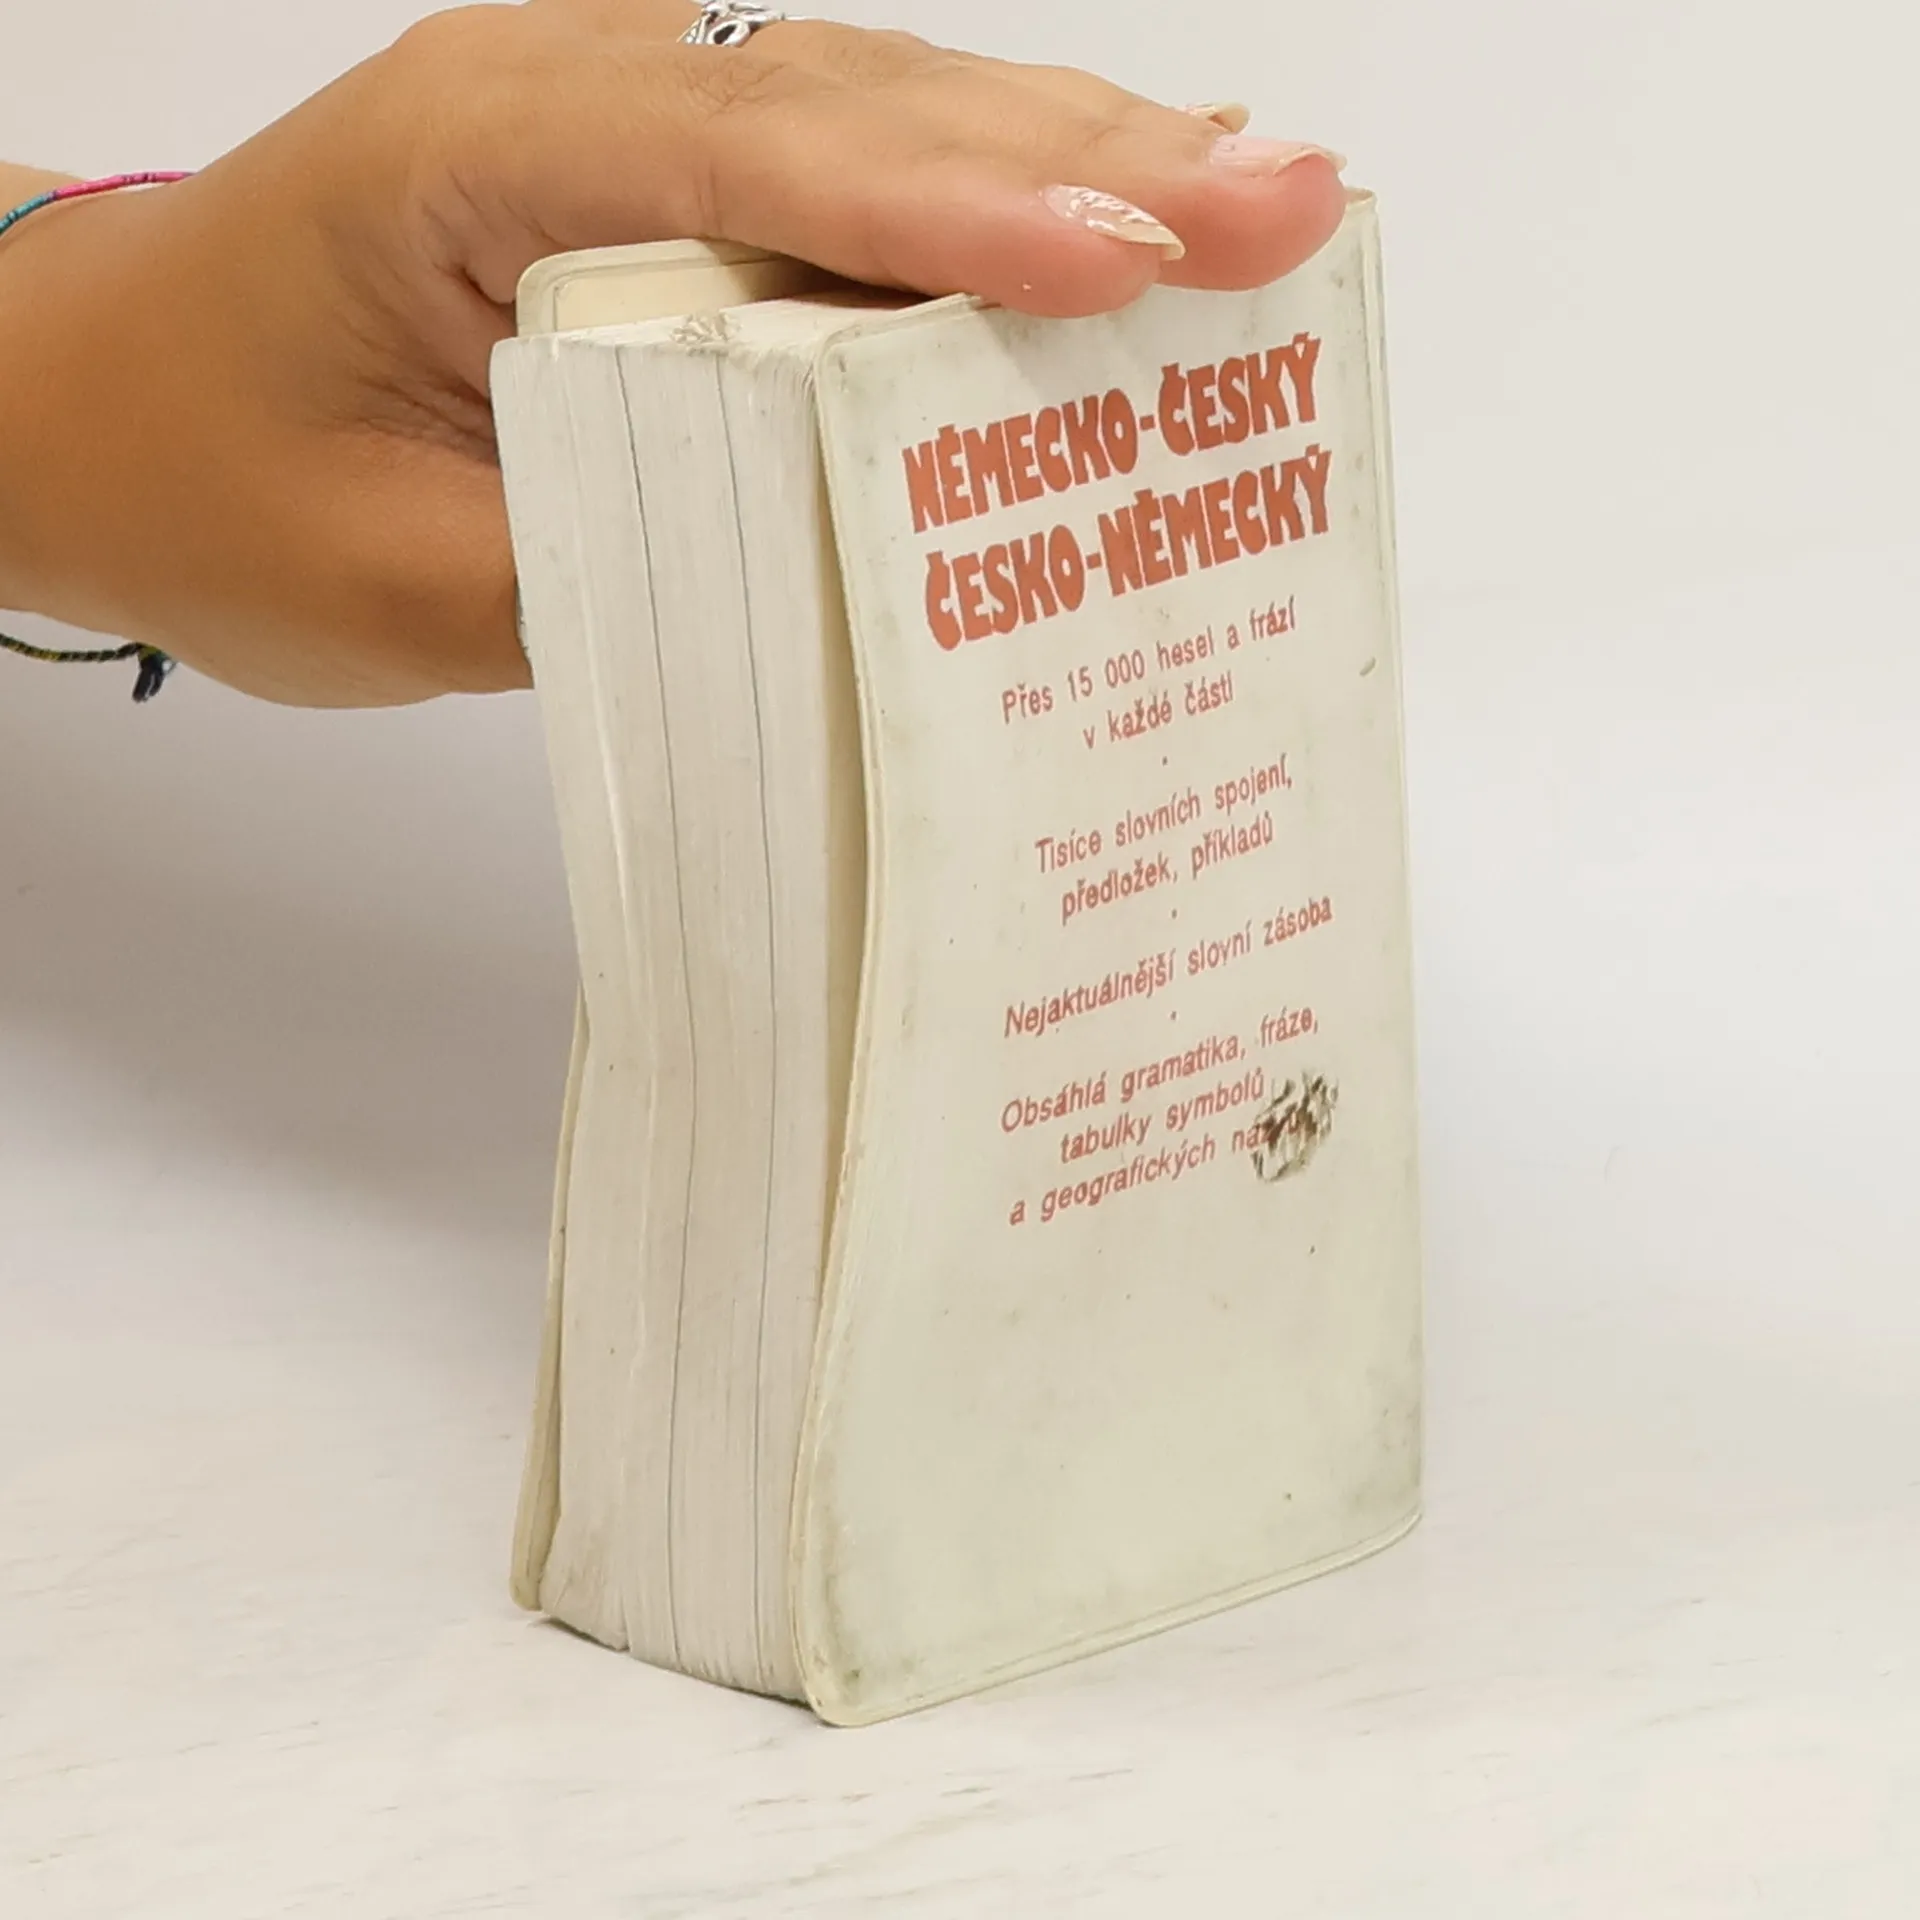 NĚMECKO-ČESKÝ
ČESKO-NĚMECKÝ
Přes 15 000 hesel a frází
v každé části
Tisíce slovních spojení,
předložek, příkladů
Nejaktuálnější slovní zásoba
Obsáhlá gramatika, fráze,
tabulky symbolů
a geografických